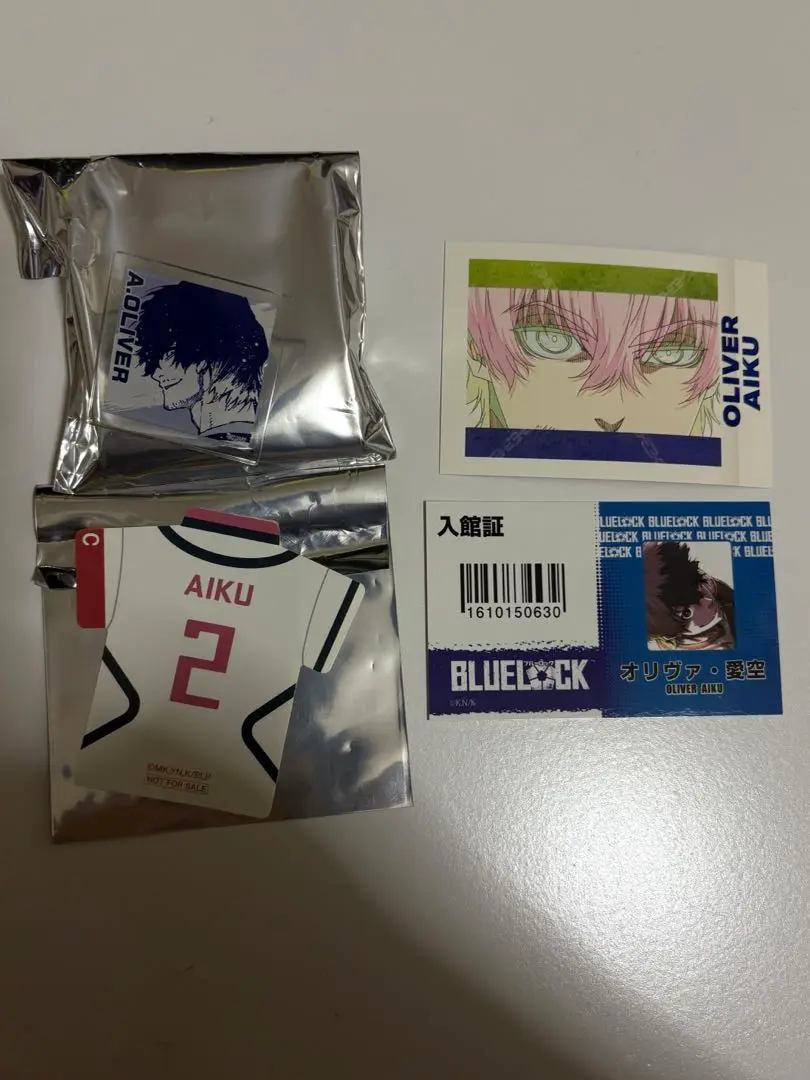 A.OLIVER
OLIVER
AIKU
C
AIKU
2
©MK,YN,K/BLP
NOT FOR SALE
入館証
1610150630
BLUELOCK
©K.N/K
BLUELOCK BLUELOCK BLUELOCK BLUEL
オリヴァ・愛空
OLIVER AIKU